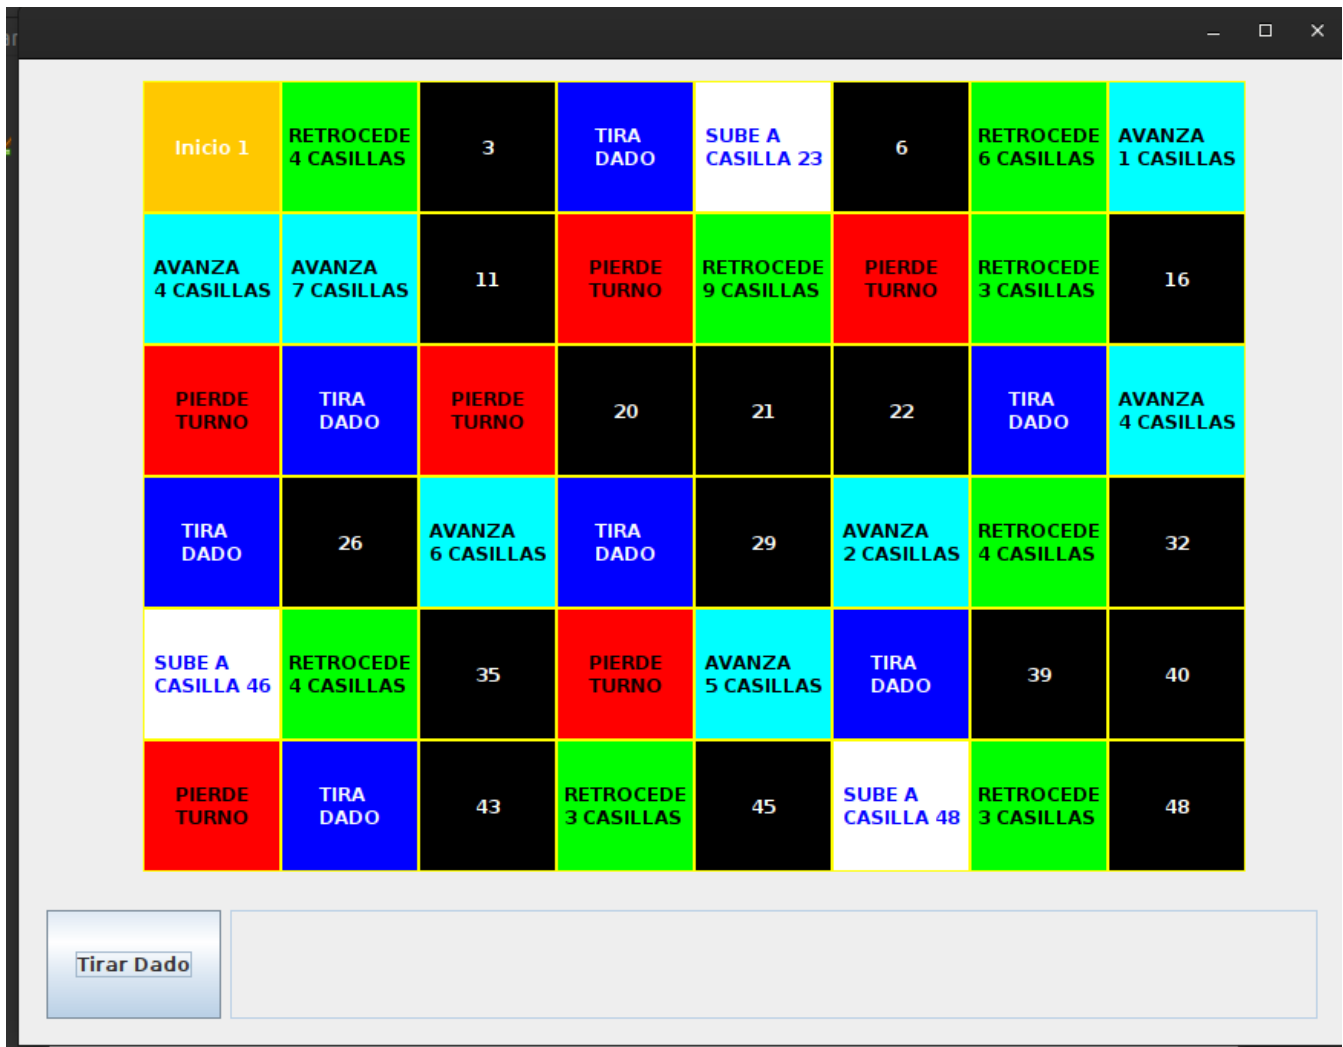 ar
Inicio 1
RETROCEDE
4 CASILLAS
3
TIRA
DADO
SUBE A
CASILLA 23
6
RETROCEDE
6 CASILLAS
AVANZA
1 CASILLAS
AVANZA
4 CASILLAS
AVANZA
7 CASILLAS
11
PIERDE
TURNO
RETROCEDE
9 CASILLAS
PIERDE
TURNO
RETROCEDE
3 CASILLAS
16
PIERDE
TURNO
TIRA
DADO
PIERDE
TURNO
20
21
22
TIRA
DADO
AVANZA
4 CASILLAS
TIRA
DADO
26
AVANZA
6 CASILLAS
TIRA
DADO
29
AVANZA
2 CASILLAS
RETROCEDE
4 CASILLAS
32
SUBE A
CASILLA 46
RETROCEDE
4 CASILLAS
35
PIERDE
TURNO
AVANZA
5 CASILLAS
TIRA
DADO
39
40
PIERDE
TURNO
TIRA
DADO
43
RETROCEDE
3 CASILLAS
45
SUBE A
CASILLA 48
RETROCEDE
3 CASILLAS
48
Tirar Dado